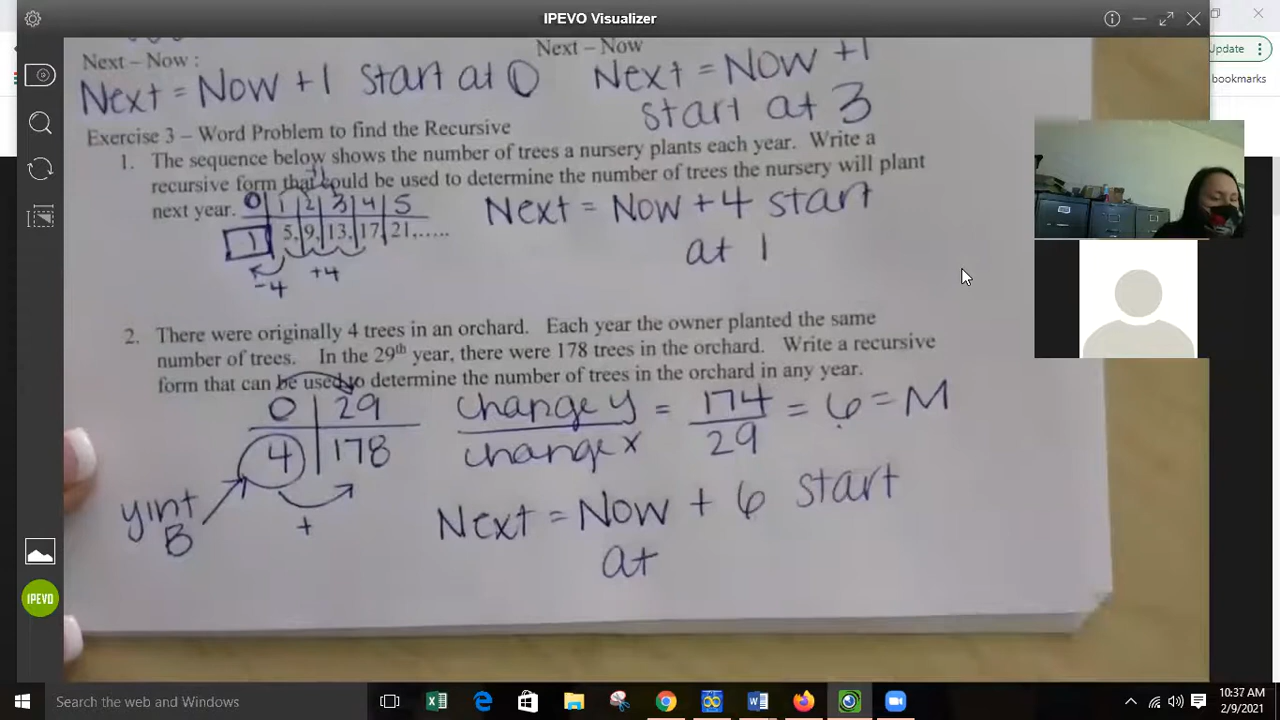 IPEVO Visualizer
Update
bookmarks
Next – Now :
Next – Now
Next = Now +1 start at 0
Next = Now +1
start at 3
Exercise 3 – Word Problem to find the Recursive
1. The sequence below shows the number of trees a nursery plants each year. Write a
recursive form that could be used to determine the number of trees the nursery will plant
next year.
0 1 2 3 4 5
1 5, 9, 13, 17, 21,.....
-4 +4
Next = Now +4 start
at 1
2. There were originally 4 trees in an orchard. Each year the owner planted the same
number of trees. In the 29th year, there were 178 trees in the orchard. Write a recursive
form that can be used to determine the number of trees in the orchard in any year.
0 29
4 178
+
yint
B
change y = 174 = 6 = M
change x 29
Next = Now + 6 start
at
IPEVO
Search the web and Windows
10:37 AM
2/9/2021